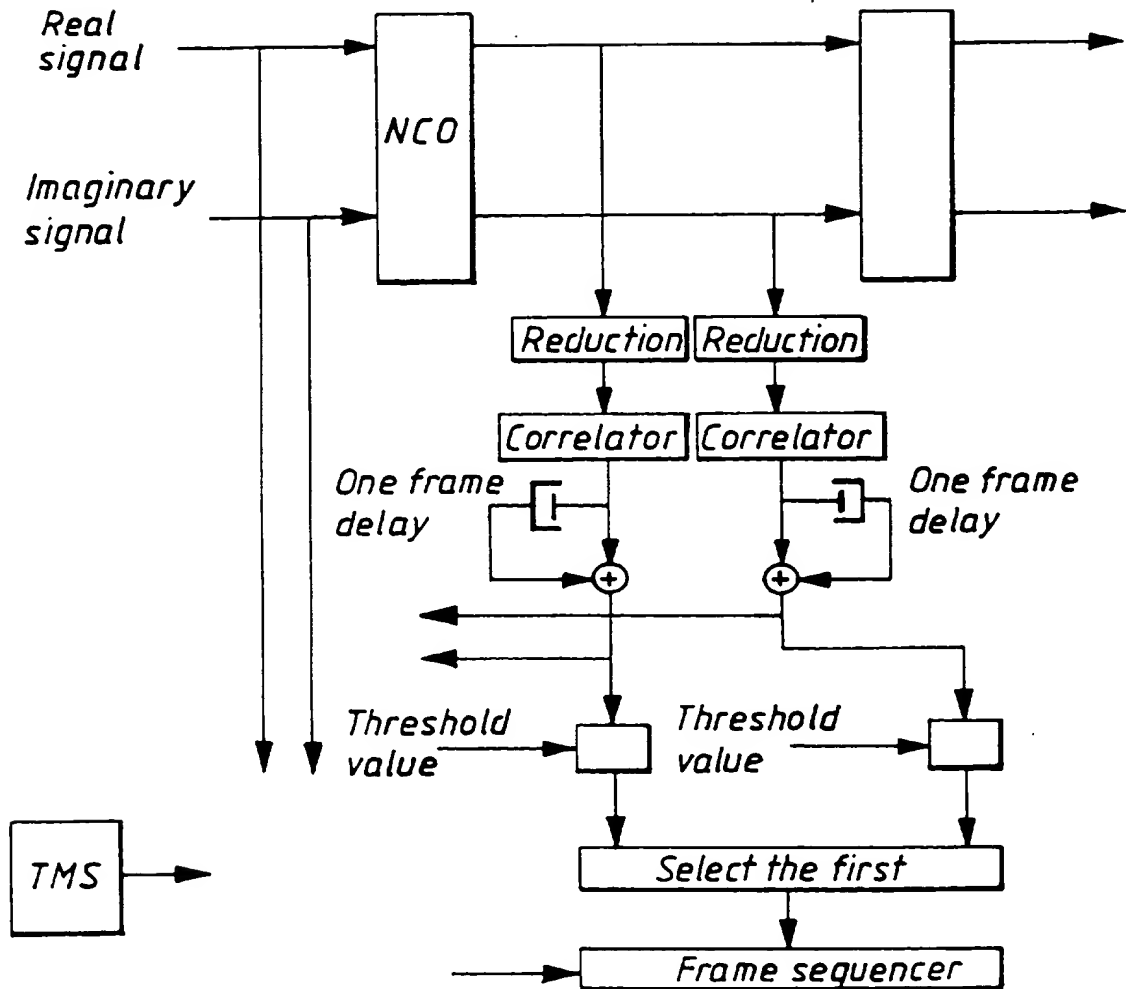 Real
signal
NCO
Imaginary
signal
Reduction
Reduction
Correlator
Correlator
One frame
delay
One frame
delay
+
+
Threshold
value
Threshold
value
TMS
Select the first
Frame sequencer